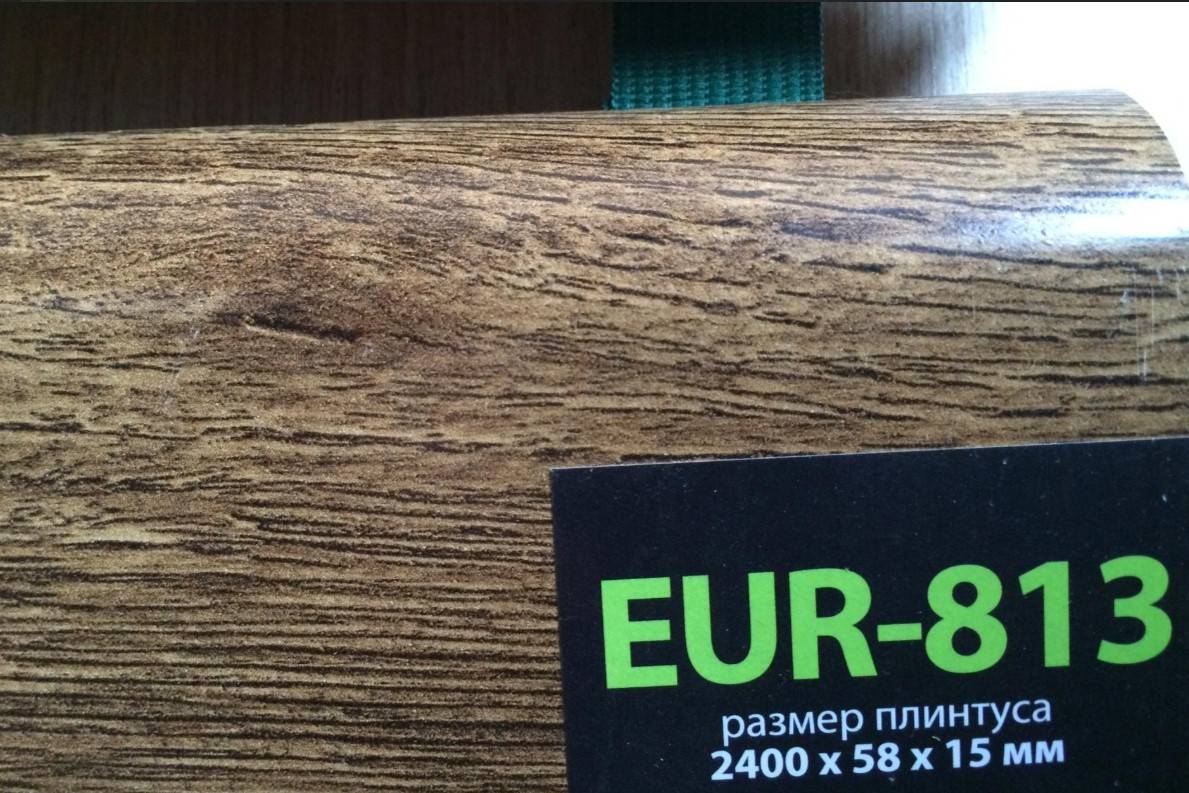 EUR-813
размер плинтуса
2400 x 58 x 15 мм